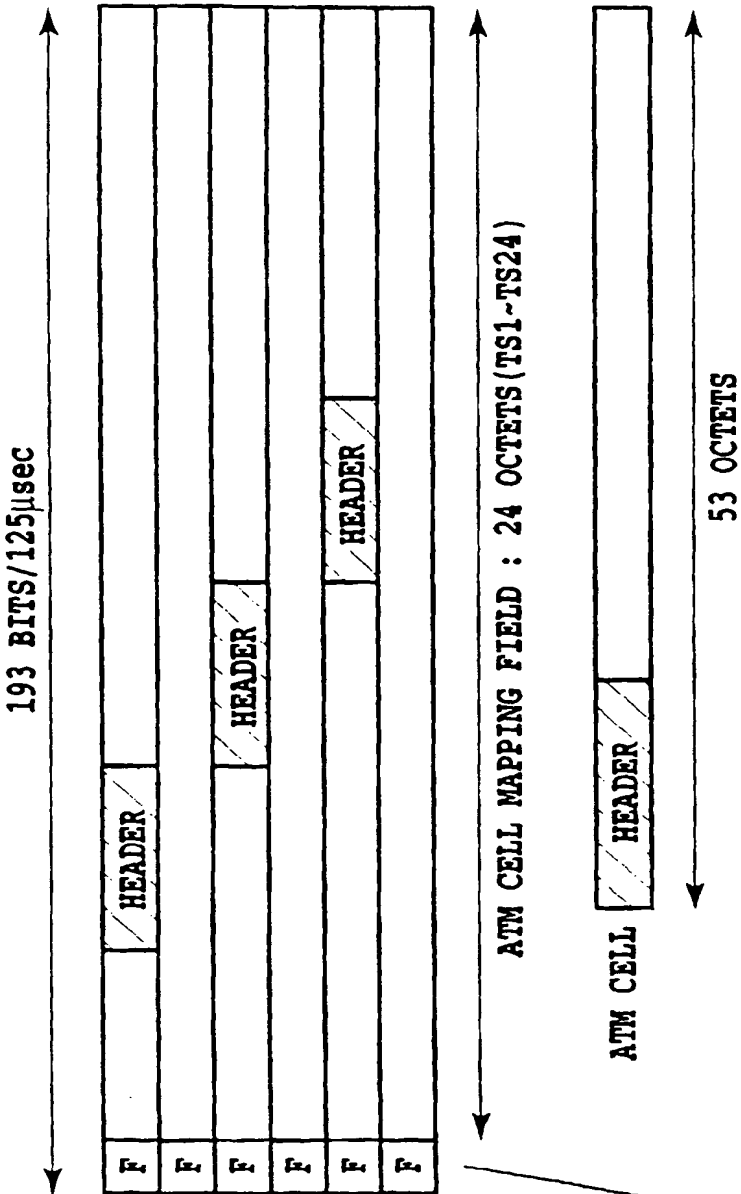 193 BITS/125μsec
F HEADER
F
F HEADER
F
F HEADER
F
ATM CELL MAPPING FIELD : 24 OCTETS(TS1~TS24)
ATM CELL HEADER
53 OCTETS